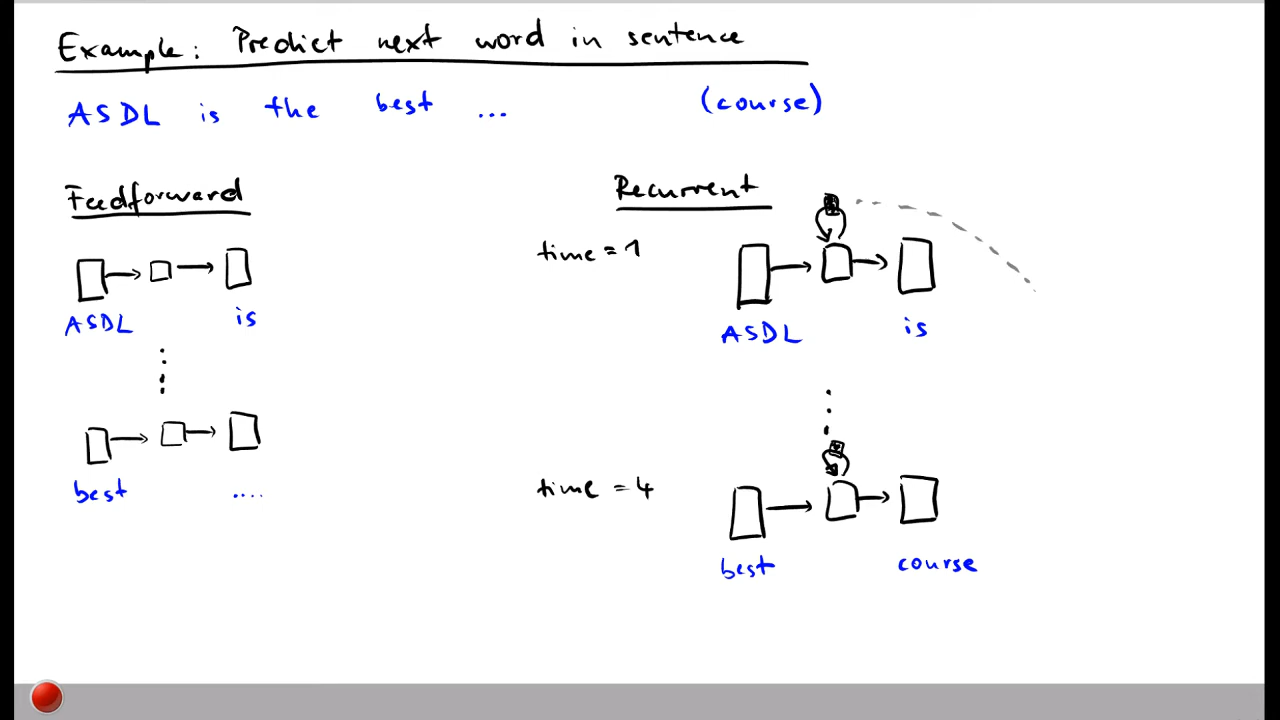 Example: Predict next word in sentence
ASDL is the best ... (course)
Feedforward
ASDL is
best ....
Recurrent
time = 1
ASDL is
time = 4
best course